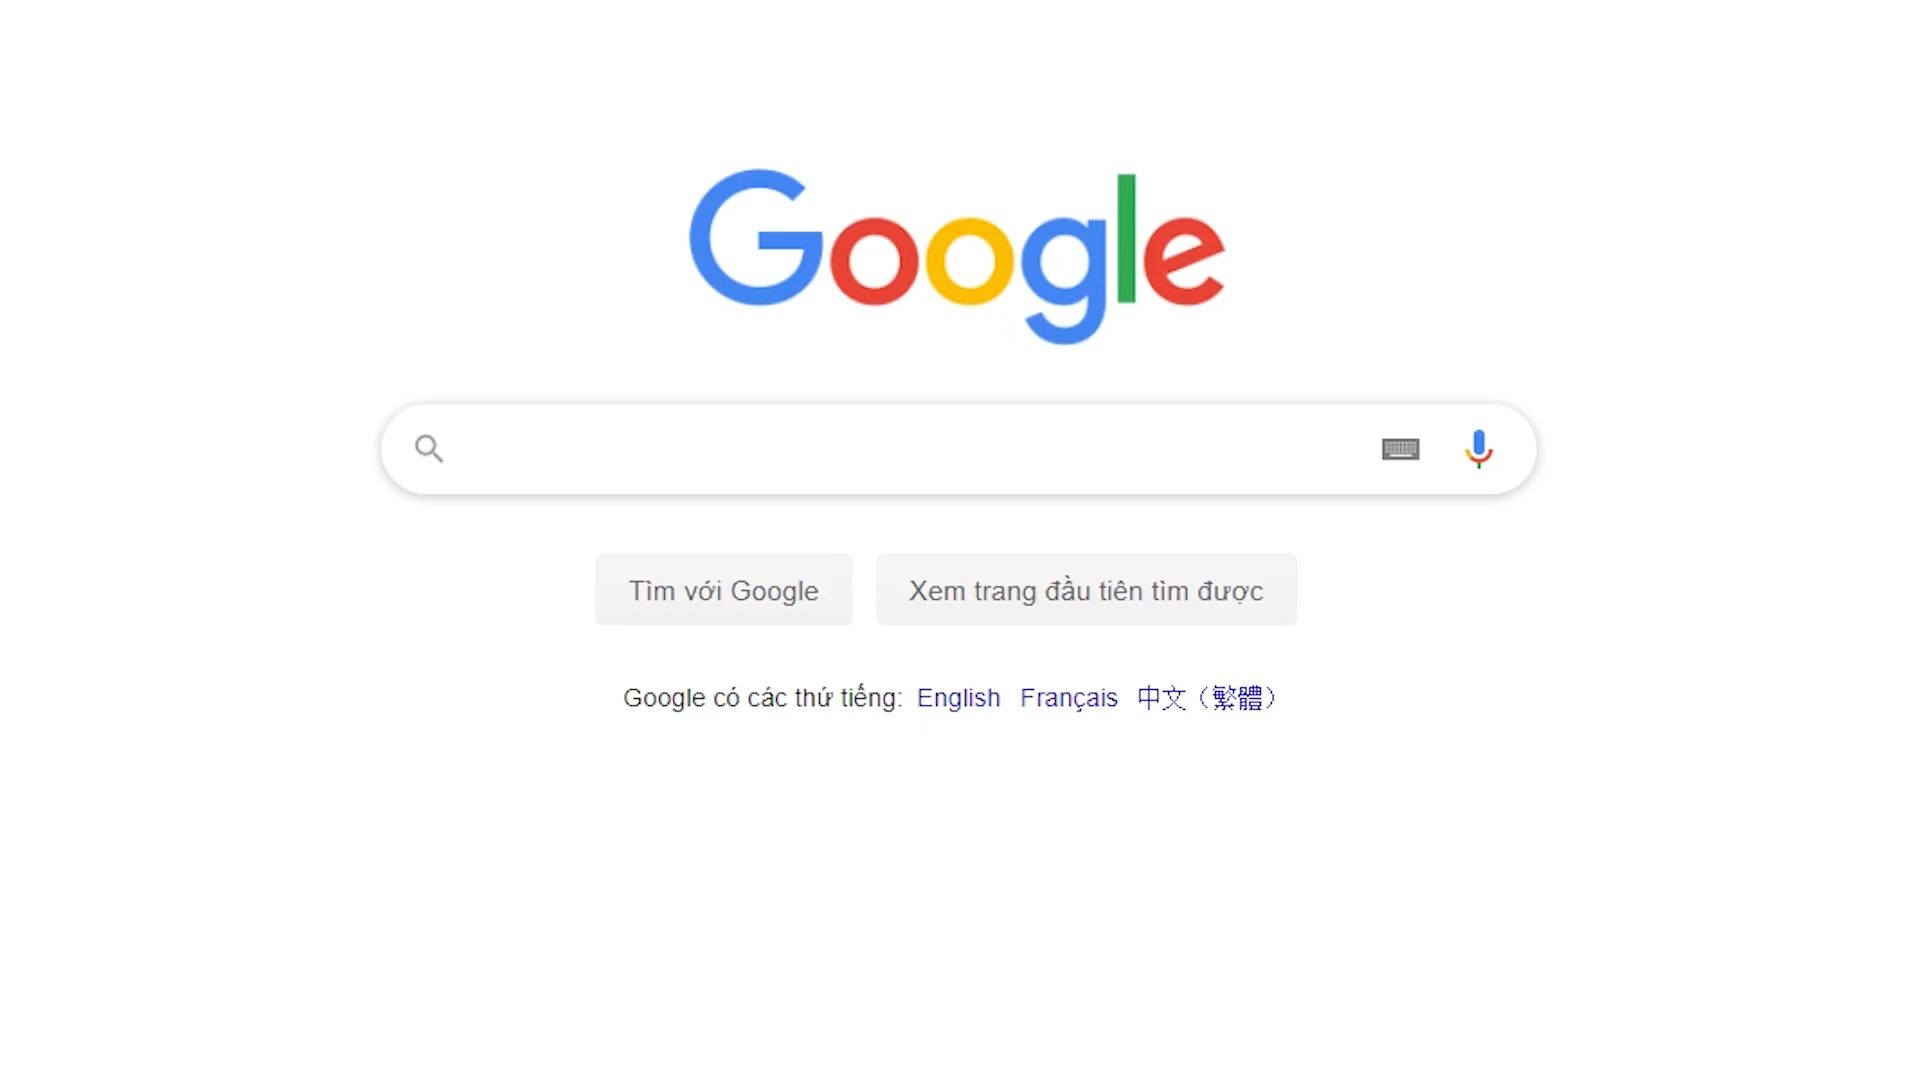 Google
Tìm với Google
Xem trang đầu tiên tìm được
Google có các thứ tiếng: English Français 中文（繁體）